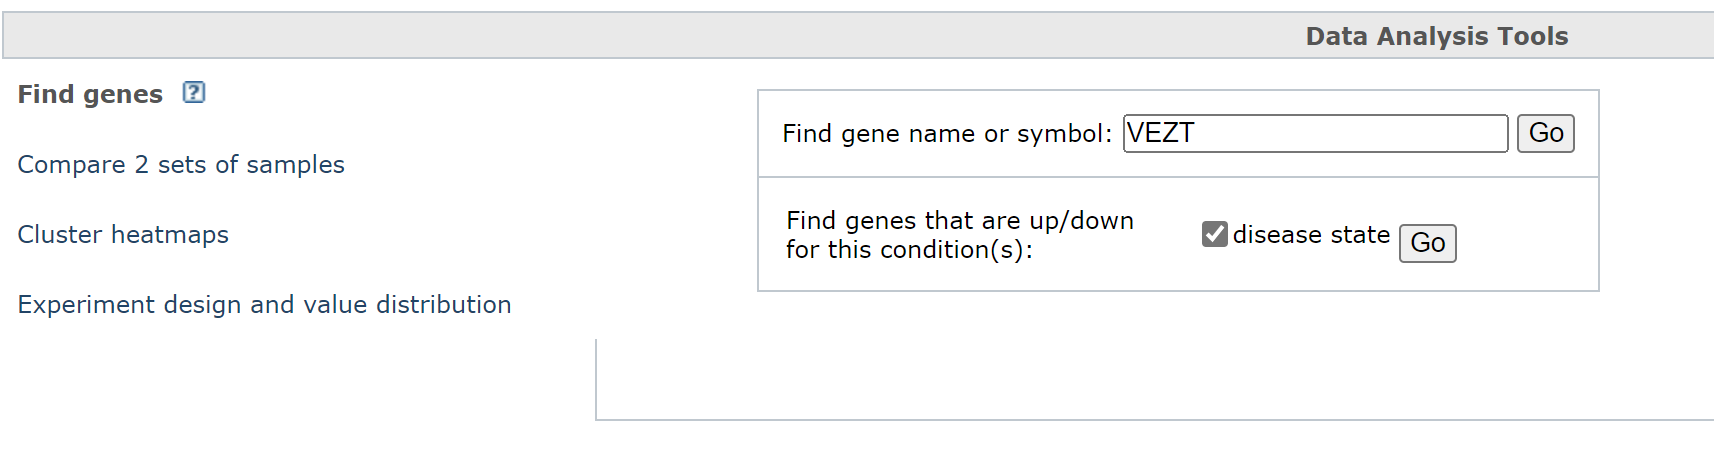 Data Analysis Tools
Find genes ?
Compare 2 sets of samples
Cluster heatmaps
Experiment design and value distribution
Find gene name or symbol: VEZT Go
Find genes that are up/down
for this condition(s):
disease state Go